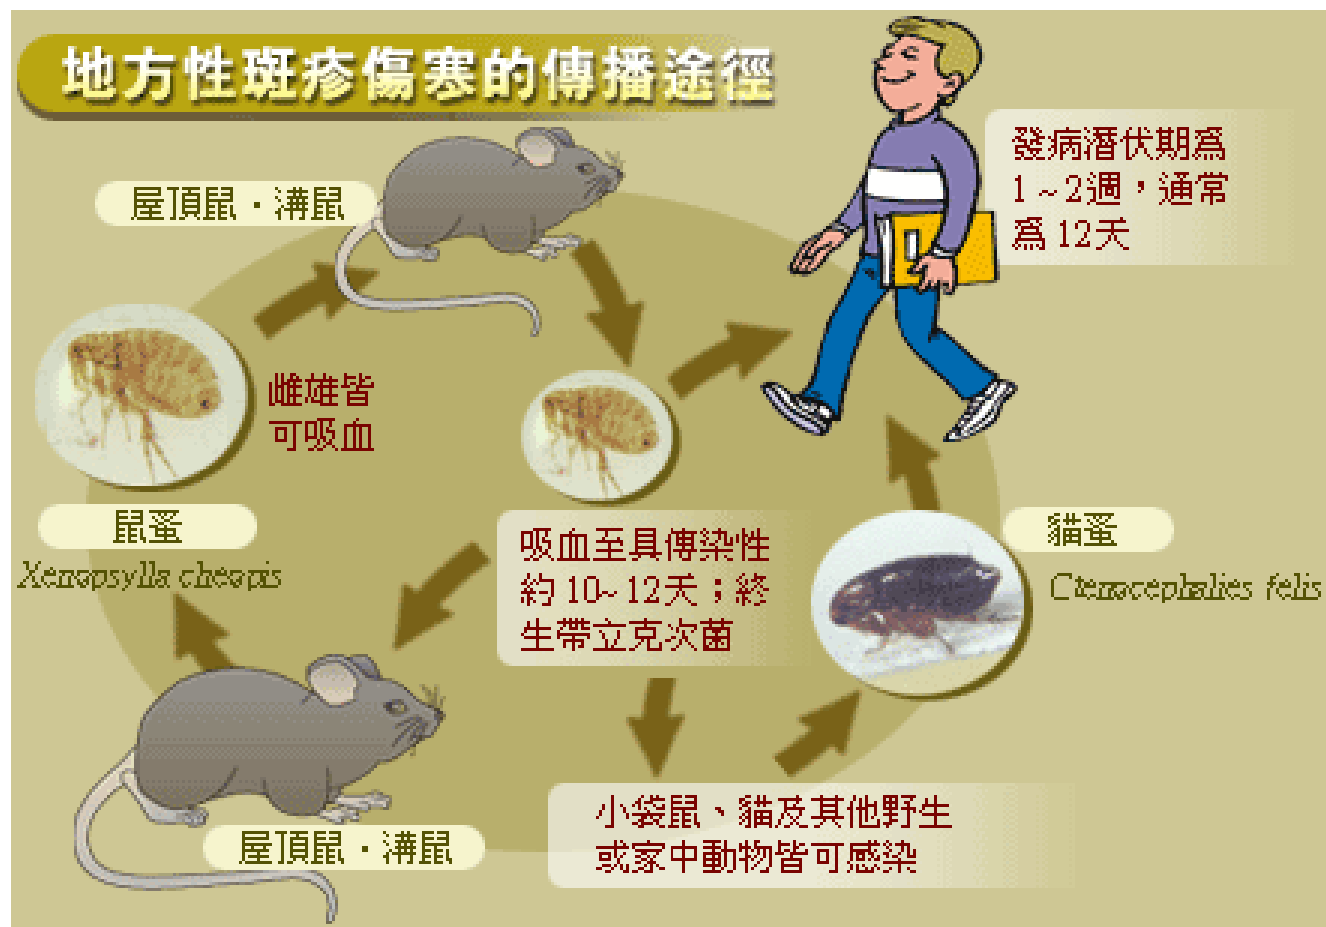 地方性斑疹傷寒的傳播途徑
屋頂鼠．溝鼠
發病潛伏期爲
1～2週，通常
爲 12天
雌雄皆
可吸血
鼠蚤
Xenopsylla cheopis
吸血至具傳染性
約 10~ 12天；終
生帶立克次菌
貓蚤
Ctenocephalies felis
小袋鼠、貓及其他野生
或家中動物皆可感染
屋頂鼠．溝鼠